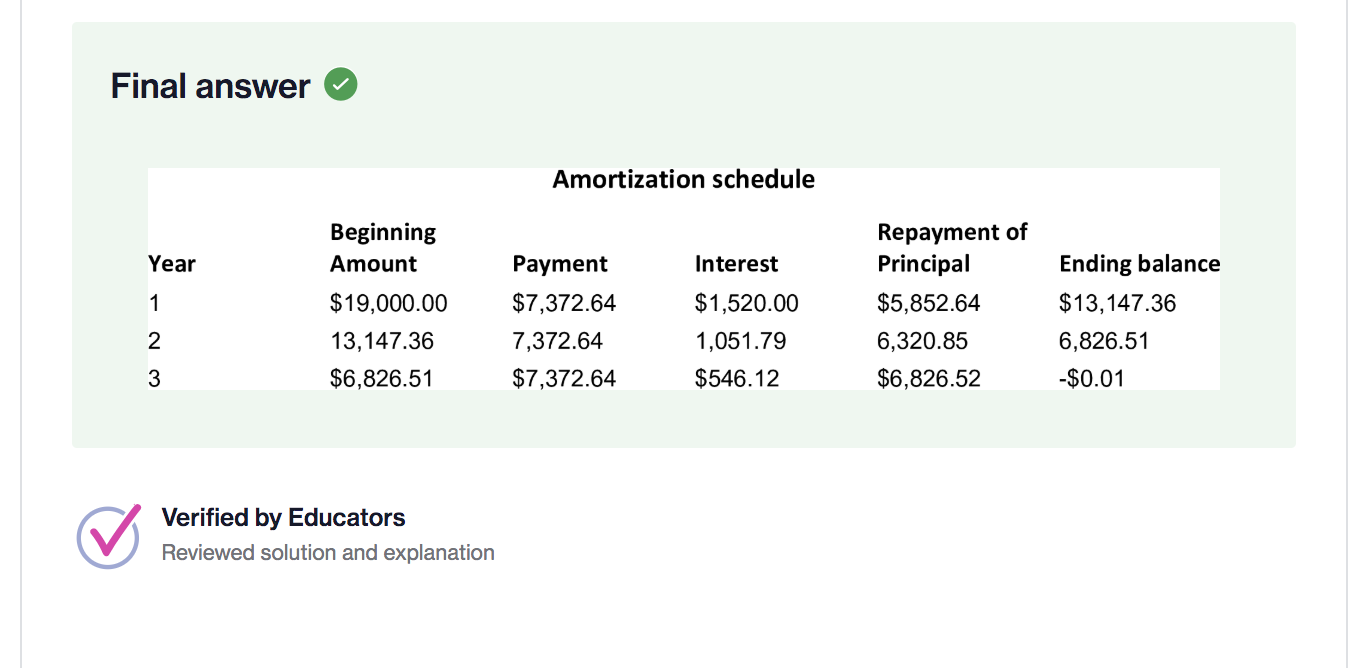 Final answer
Amortization schedule
Beginning Repayment of
Year Amount Payment Interest Principal Ending balance
1 $19,000.00 $7,372.64 $1,520.00 $5,852.64 $13,147.36
2 13,147.36 7,372.64 1,051.79 6,320.85 6,826.51
3 $6,826.51 $7,372.64 $546.12 $6,826.52 -$0.01
Verified by Educators
Reviewed solution and explanation